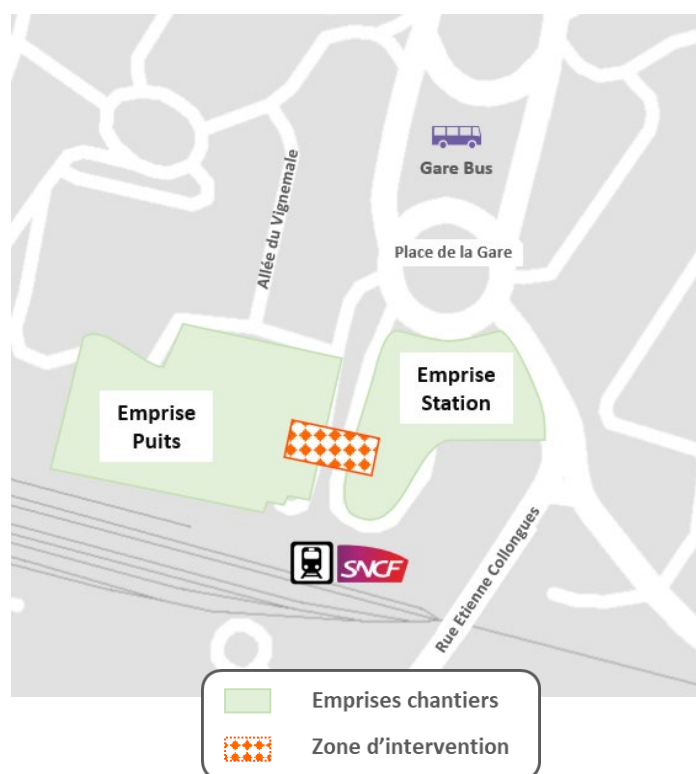 Gare Bus
Allée du Vignemale
Place de la Gare
Emprise
Station
Emprise
Puits
SNCF
Rue Etienne Collongues
Emprises chantiers
Zone d'intervention